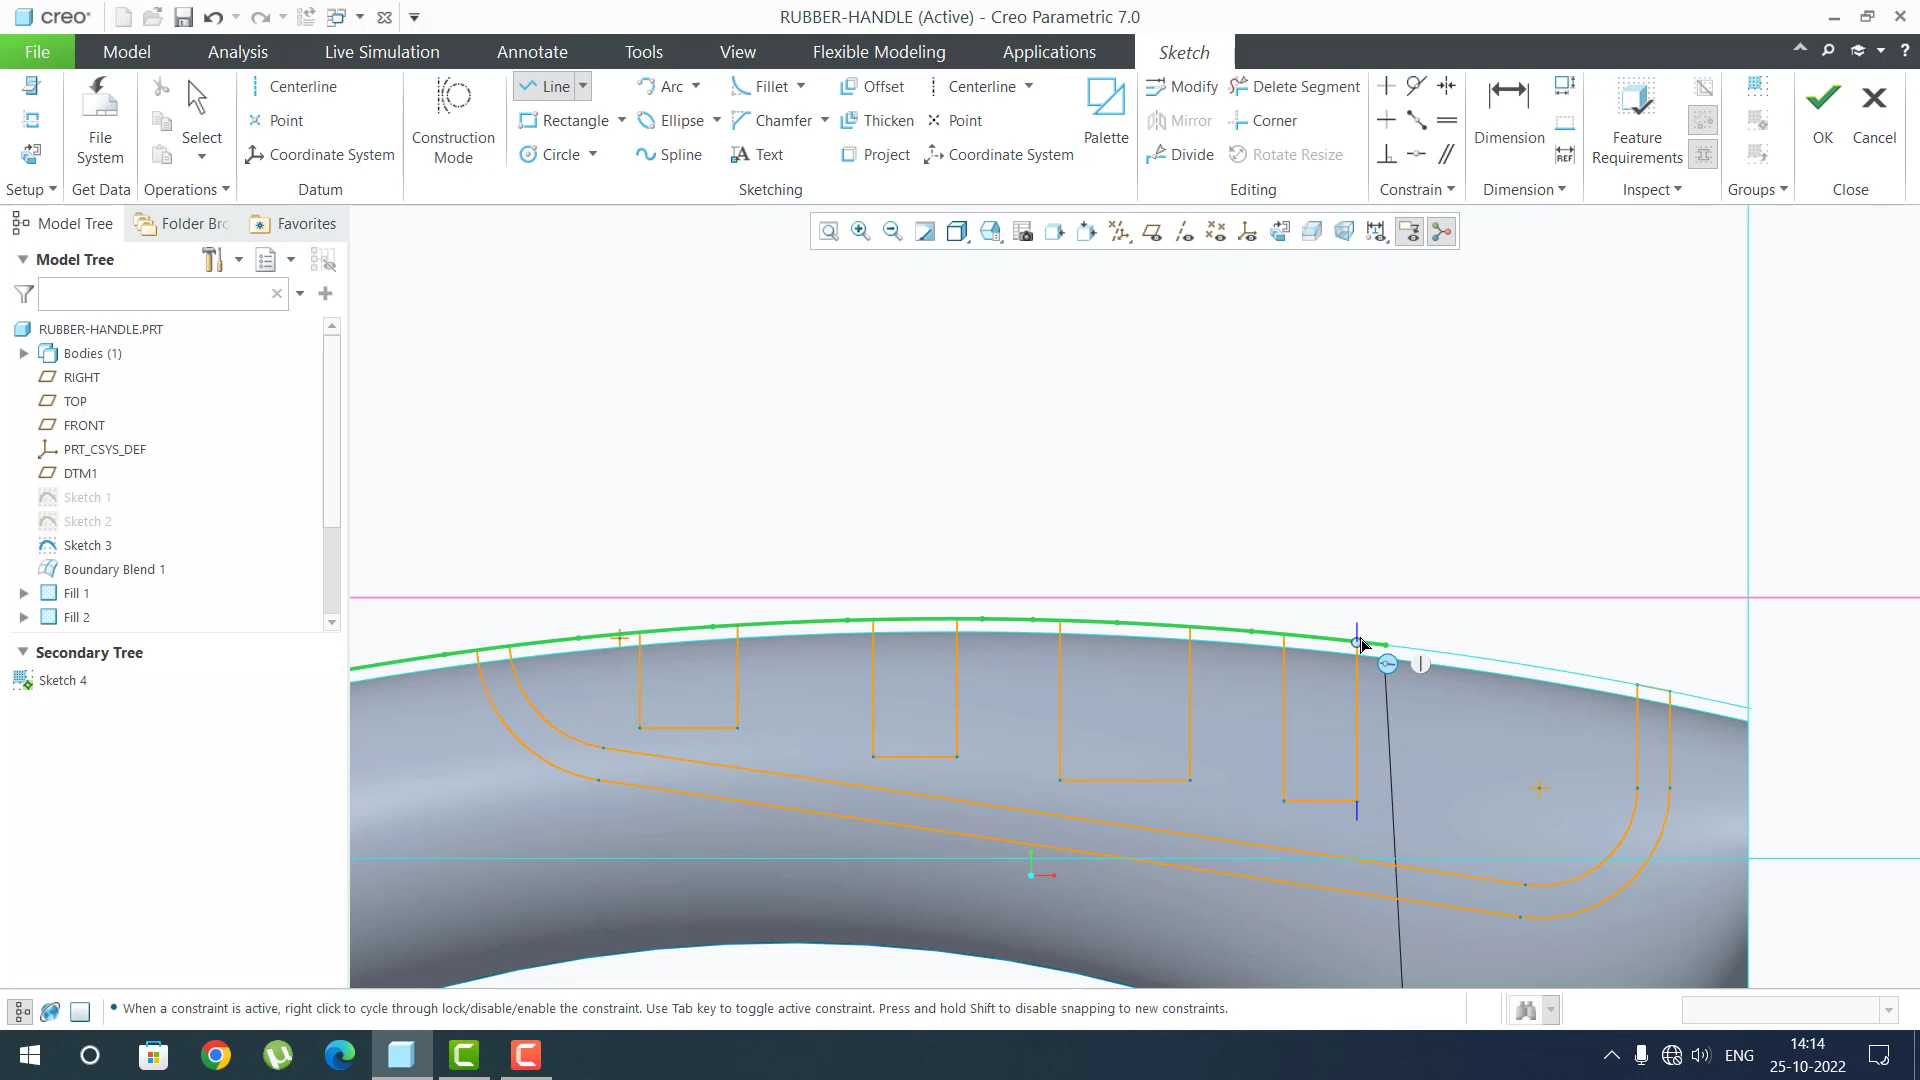 creo
RUBBER-HANDLE (Active) - Creo Parametric 7.0
File Model Analysis Live Simulation Annotate Tools View Flexible Modeling Applications Sketch
Centerline Line Arc Fillet Offset Centerline Modify Delete Segment
Point Rectangle Ellipse Chamfer Thicken Point Mirror Corner
File System Select Coordinate System Construction Mode Circle Spline Text Project Coordinate System Palette Divide Rotate Resize Dimension Feature Requirements OK Cancel
Setup Get Data Operations Datum Sketching Editing Constrain Dimension Inspect Groups Close
Model Tree Folder Bro Favorites
Model Tree
RUBBER-HANDLE.PRT
Bodies (1)
RIGHT
TOP
FRONT
PRT_CSYS_DEF
DTM1
Sketch 1
Sketch 2
Sketch 3
Boundary Blend 1
Fill 1
Fill 2
Secondary Tree
Sketch 4
• When a constraint is active, right click to cycle through lock/disable/enable the constraint. Use Tab key to toggle active constraint. Press and hold Shift to disable snapping to new constraints.
ENG
14:14
25-10-2022